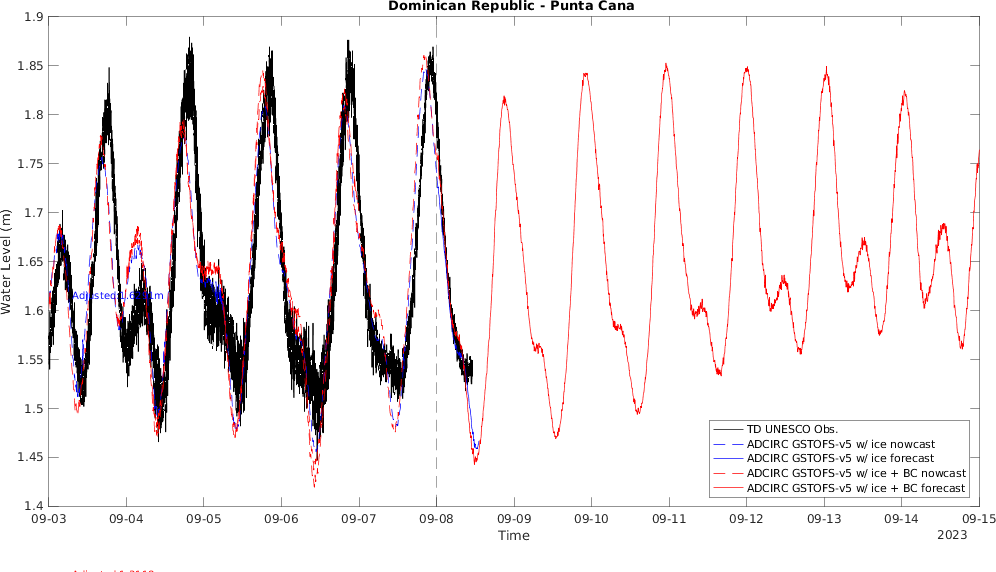 Dominican Republic - Punta Cana
Water Level (m)
1.9
1.85
1.8
1.75
1.7
1.65
1.6
1.55
1.5
1.45
1.4
TD UNESCO Obs.
ADCIRC GSTOFS-v5 w/ ice nowcast
ADCIRC GSTOFS-v5 w/ ice forecast
ADCIRC GSTOFS-v5 w/ ice + BC nowcast
ADCIRC GSTOFS-v5 w/ ice + BC forecast
09-03 09-04 09-05 09-06 09-07 09-08 09-09 09-10 09-11 09-12 09-13 09-14 09-15
Time
2023